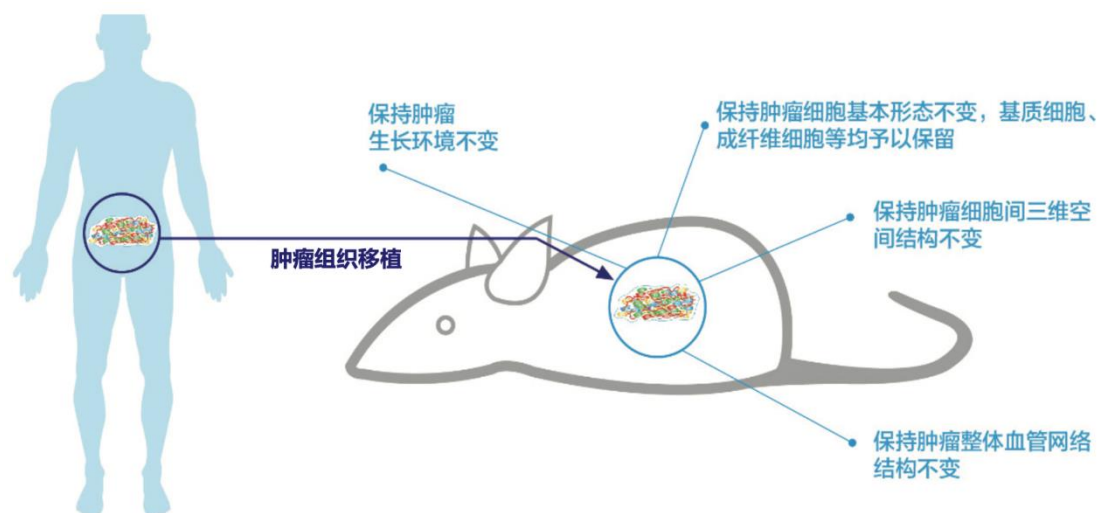 保持肿瘤
生长环境不变
保持肿瘤细胞基本形态不变，基质细胞、
成纤维细胞等均予以保留
保持肿瘤细胞间三维空
间结构不变
肿瘤组织移植
保持肿瘤整体血管网络
结构不变